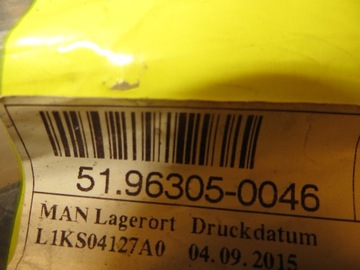 51.96305-0046
MAN Lagerort Druckdatum
L1KS04127A0 04.09.2015